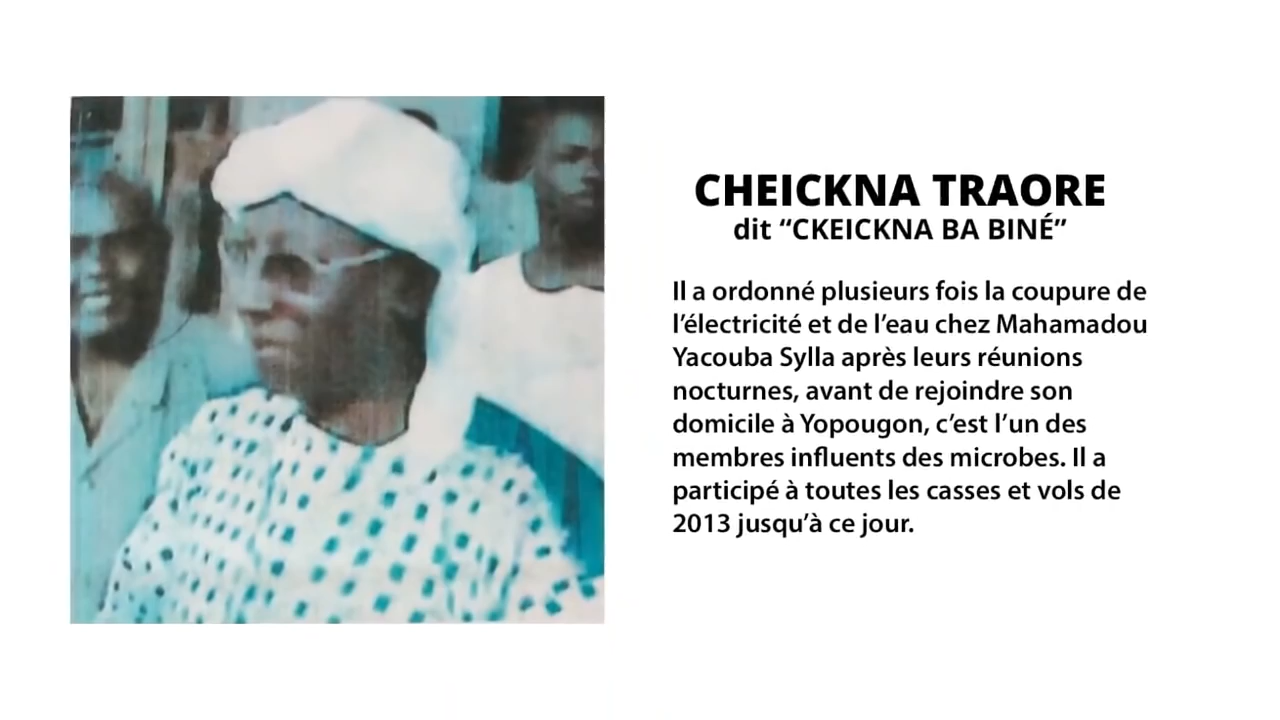 CHEICKNA TRAORE
dit “CKEICKNA BA BINÉ”
Il a ordonné plusieurs fois la coupure de
l’électricité et de l’eau chez Mahamadou
Yacouba Sylla après leurs réunions
nocturnes, avant de rejoindre son
domicile à Yopougon, c’est l’un des
membres influents des microbes. Il a
participé à toutes les casses et vols de
2013 jusqu’à ce jour.